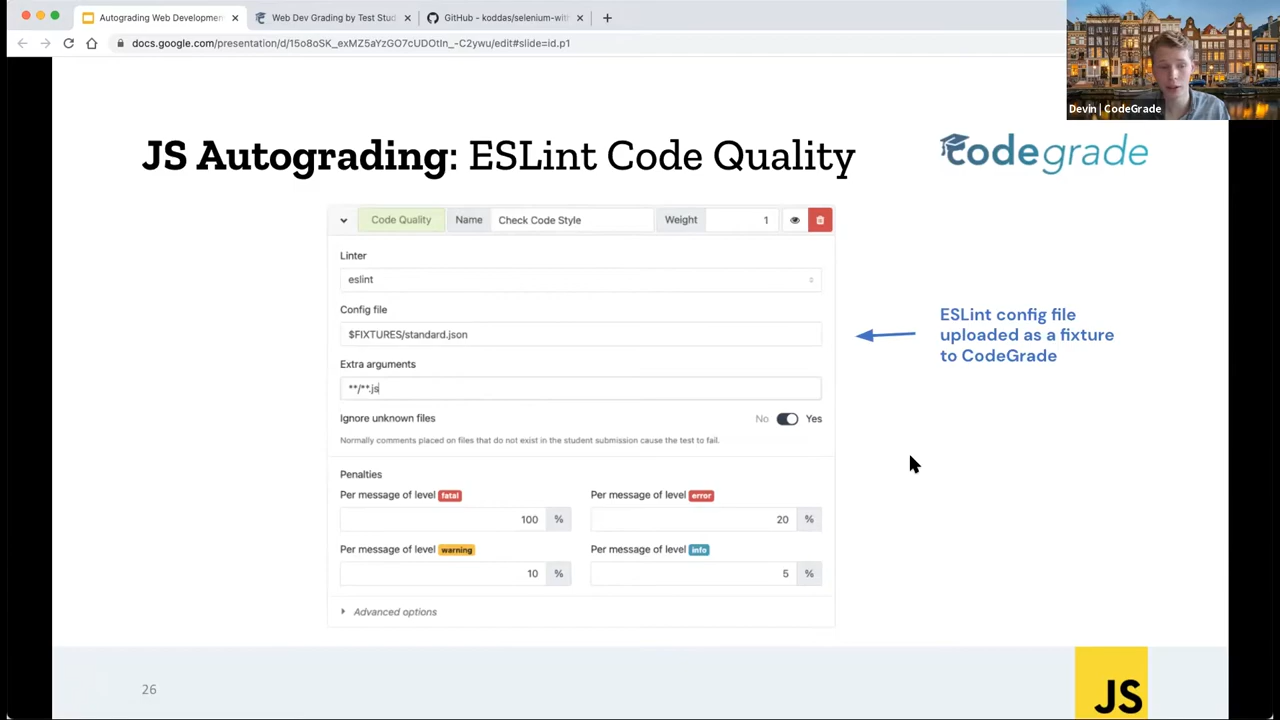 Autograding Web Developmen
Web Dev Grading by Test Stud
GitHub - koddas/selenium-with
docs.google.com/presentation/d/15o8oSK_exMZ5aYzGO7cUDOtIn_-C2ywu/edit#slide=id.p1
Devin | CodeGrade
JS Autograding: ESLint Code Quality
codegrade
Code Quality Name Check Code Style Weight 1
Linter
eslint
Config file
$FIXTURES/standard.json
Extra arguments
**/**.js
Ignore unknown files No Yes
Normally comments placed on files that do not exist in the student submission cause the test to fail.
Penalties
Per message of level fatal Per message of level error
100 % 20 %
Per message of level warning Per message of level info
10 % 5 %
Advanced options
ESLint config file
uploaded as a fixture
to CodeGrade
26
JS